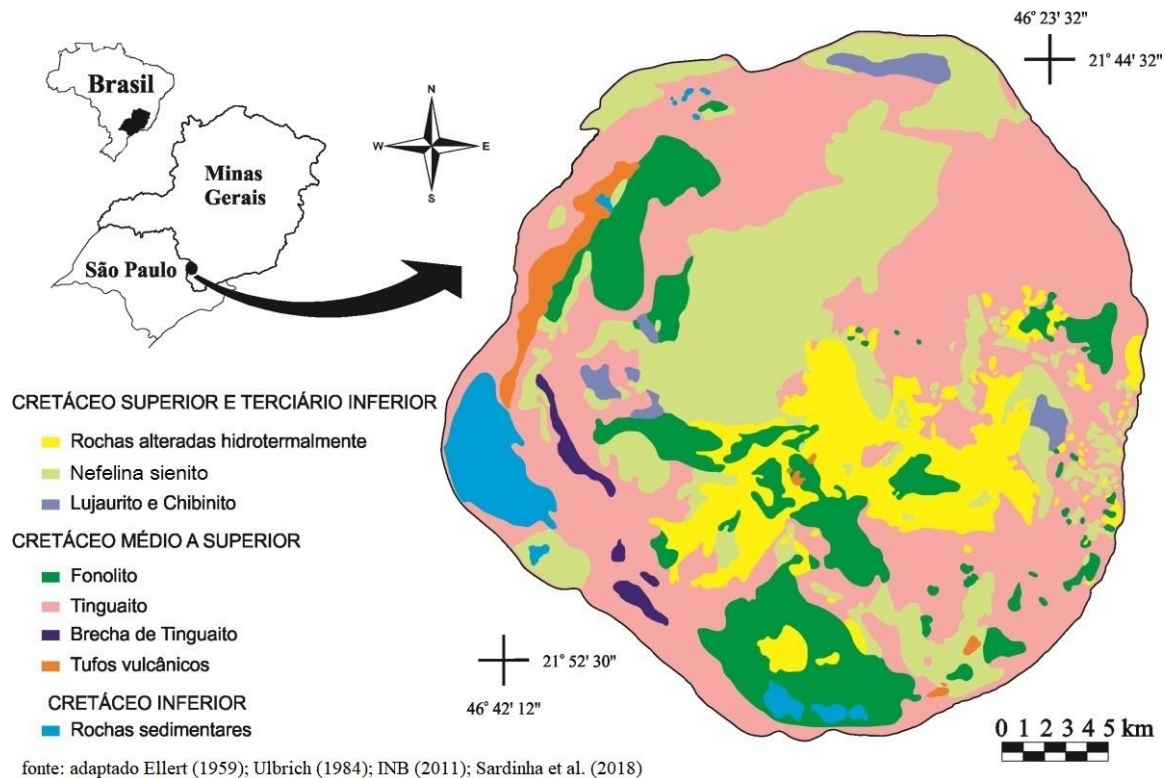 Brasil
Minas
Gerais
São Paulo
N
W E
S
46° 23' 32"
21° 44' 32"
CRETÁCEO SUPERIOR E TERCIÁRIO INFERIOR
Rochas alteradas hidrotermalmente
Nefelina sienito
Lujaurito e Chibinito
CRETÁCEO MÉDIO A SUPERIOR
Fonolito
Tinguaito
Brecha de Tinguaito
Tufos vulcânicos
CRETÁCEO INFERIOR
Rochas sedimentares
21° 52' 30"
46° 42' 12"
0 1 2 3 4 5 km
fonte: adaptado Ellert (1959); Ulbrich (1984); INB (2011); Sardinha et al. (2018)